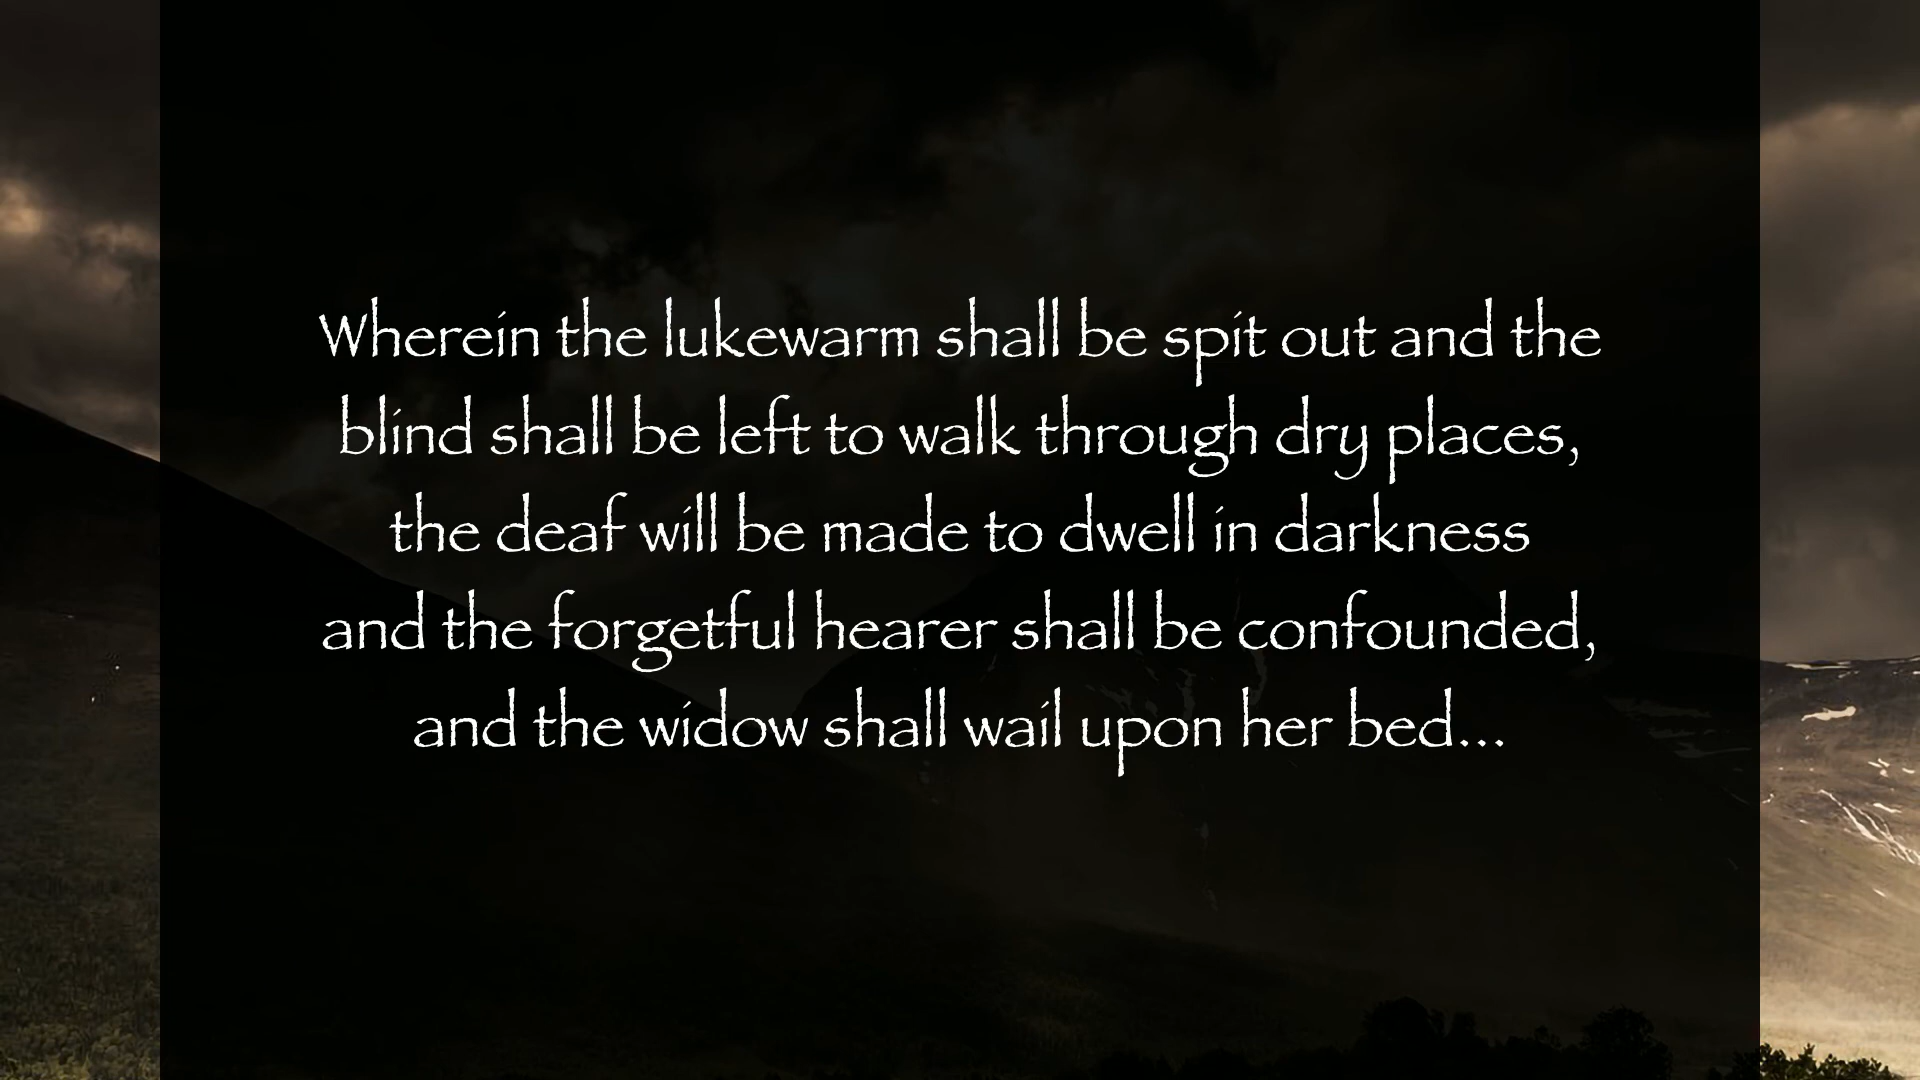 Wherein the lukewarm shall be spit out and the
blind shall be left to walk through dry places,
the deaf will be made to dwell in darkness
and the forgetful hearer shall be confounded,
and the widow shall wail upon her bed...